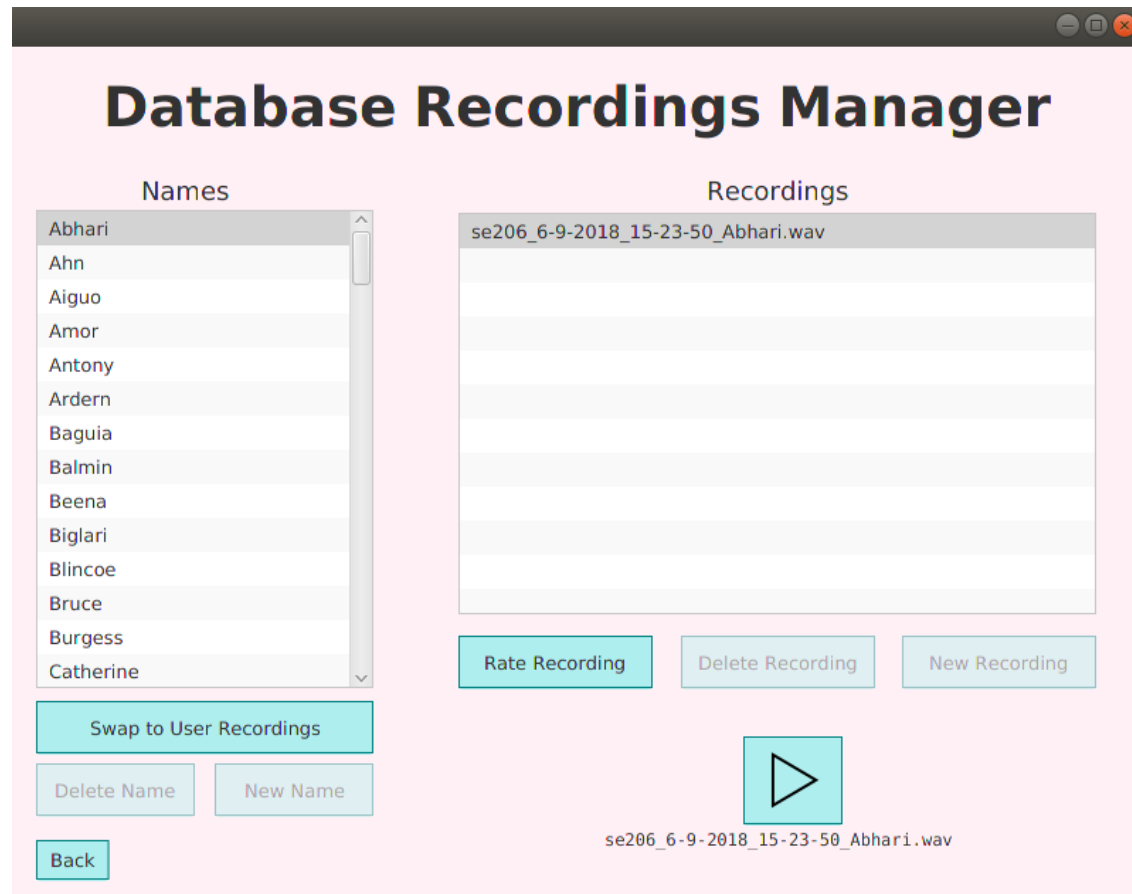 Database Recordings Manager
Names
Abhari
Ahn
Aiguo
Amor
Antony
Ardern
Baguia
Balmin
Beena
Biglari
Blincoe
Bruce
Burgess
Catherine
Swap to User Recordings
Delete Name New Name
Back
Recordings
se206_6-9-2018_15-23-50_Abhari.wav
Rate Recording Delete Recording New Recording
se206_6-9-2018_15-23-50_Abhari.wav